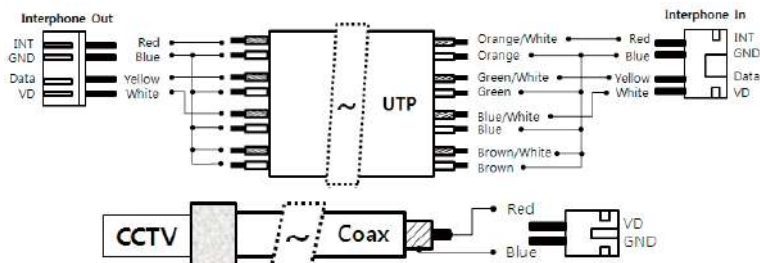 Interphone Out
INT
GND
Data
VD
Red
Blue
Yellow
White
~
UTP
Orange/White
Orange
Green/White
Green
Blue/White
Blue
Brown/White
Brown
Interphone In
Red
Blue
Yellow
White
INT
GND
Data
VD
CCTV
~
Coax
Red
Blue
VD
GND